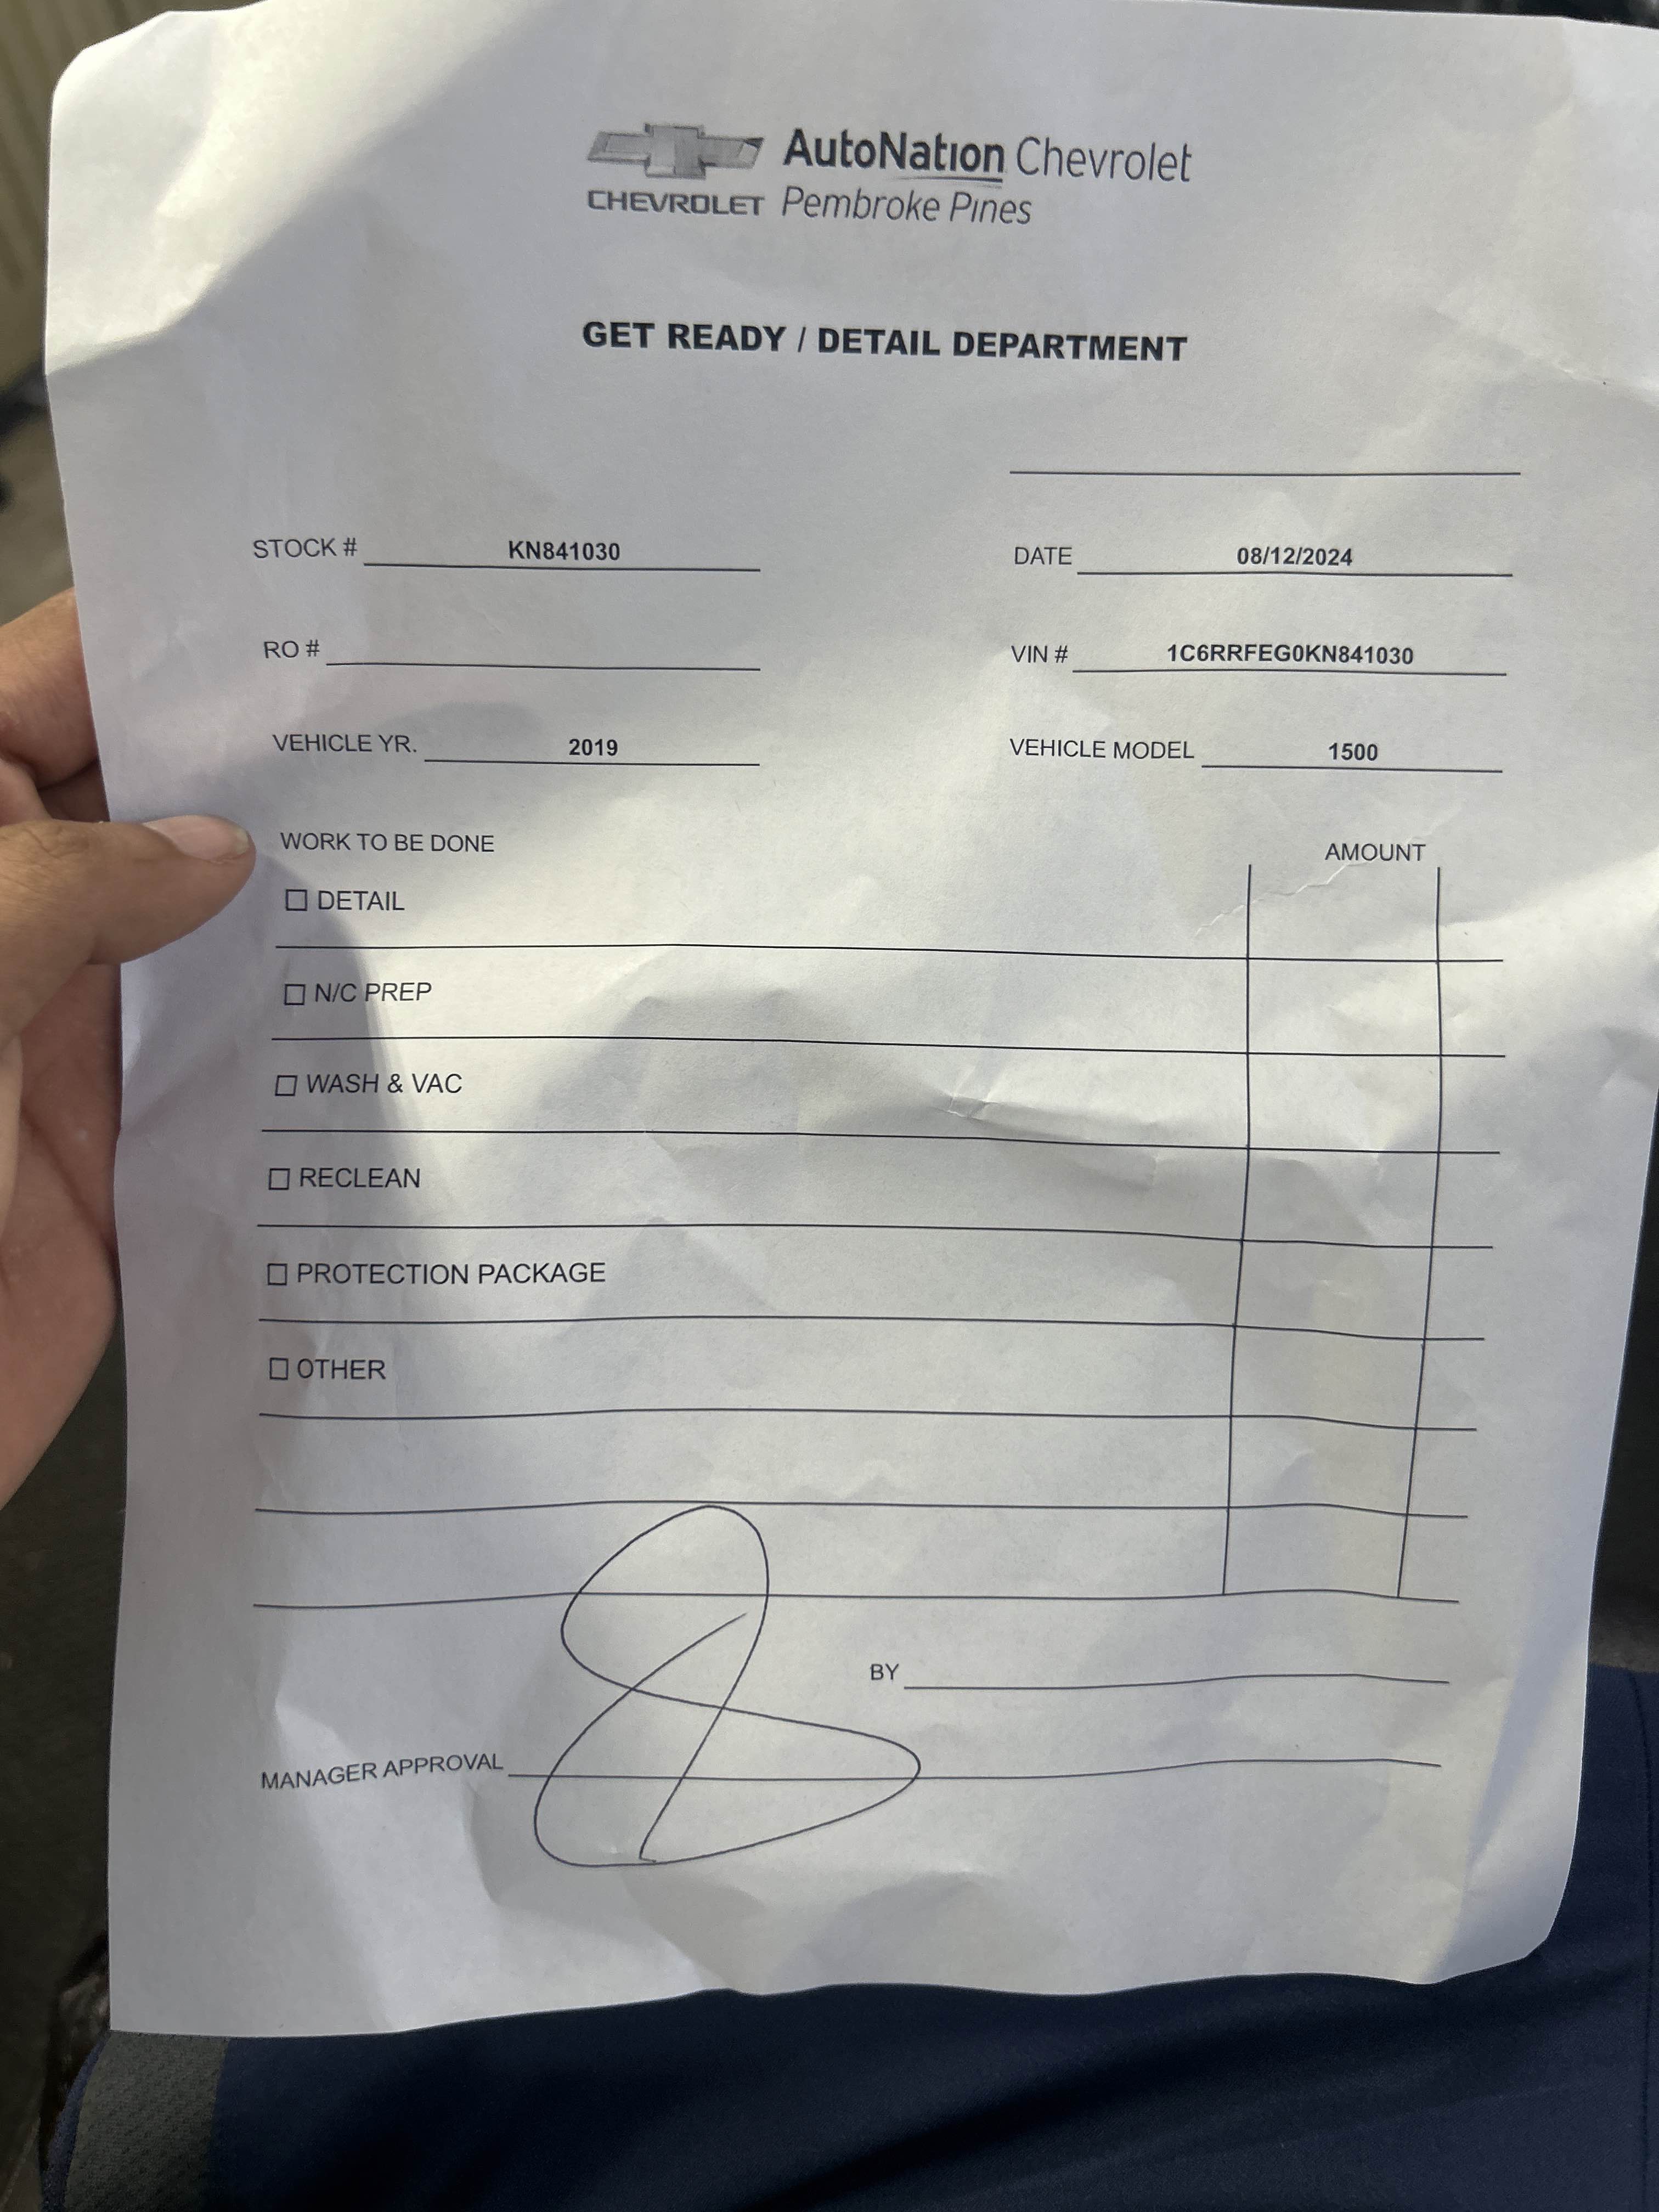 AutoNation Chevrolet
CHEVROLET Pembroke Pines
GET READY / DETAIL DEPARTMENT
STOCK # KN841030 DATE 08/12/2024
RO # VIN # 1C6RRFEG0KN841030
VEHICLE YR. 2019 VEHICLE MODEL 1500
WORK TO BE DONE AMOUNT
☐ DETAIL
☐ N/C PREP
☐ WASH & VAC
☐ RECLEAN
☐ PROTECTION PACKAGE
☐ OTHER
BY
MANAGER APPROVAL